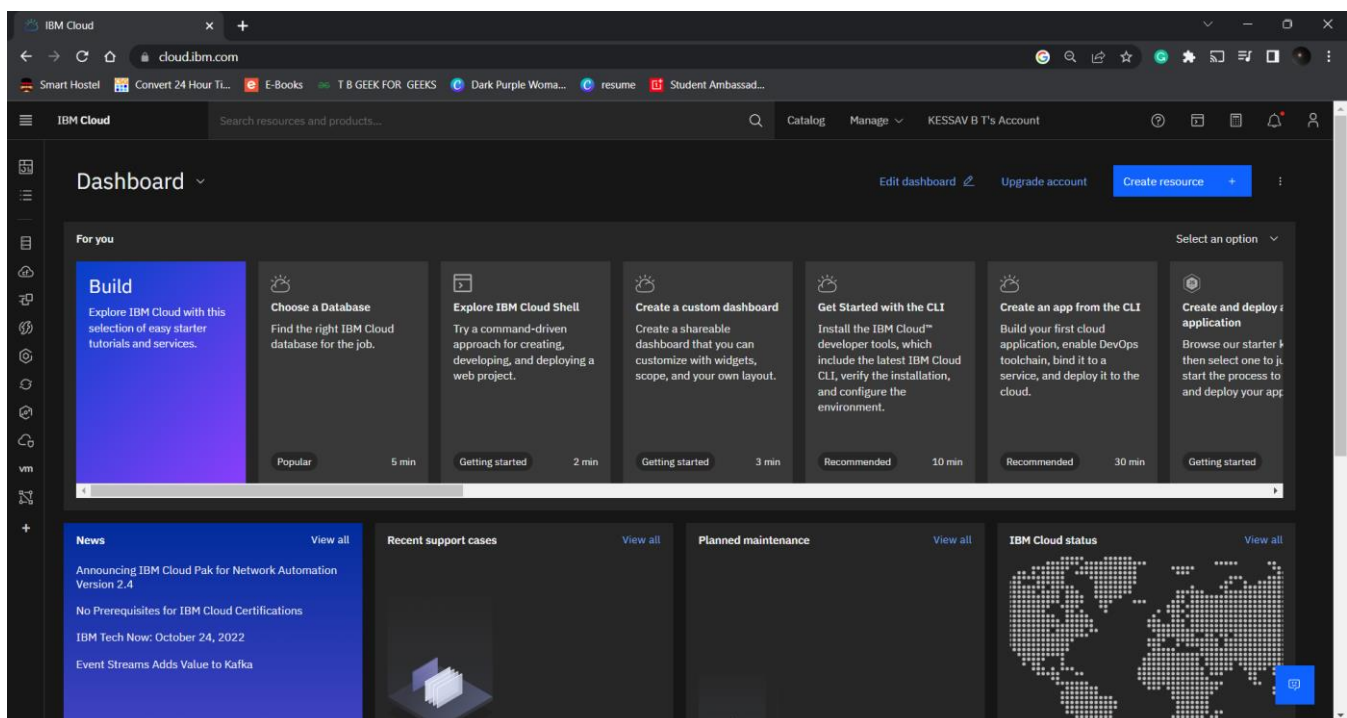 IBM Cloud
cloud.ibm.com
Smart Hostel
Convert 24 Hour Ti...
E-Books
T B GEEK FOR GEEKS
Dark Purple Woma...
resume
Student Ambassad...
IBM Cloud
Search resources and products...
Catalog
Manage
KESSAV B T's Account
Dashboard
Edit dashboard
Upgrade account
Create resource +
For you
Select an option
Build
Explore IBM Cloud with this
selection of easy starter
tutorials and services.
Choose a Database
Find the right IBM Cloud
database for the job.
Popular
5 min
Explore IBM Cloud Shell
Try a command-driven
approach for creating,
developing, and deploying a
web project.
Getting started
2 min
Create a custom dashboard
Create a shareable
dashboard that you can
customize with widgets,
scope, and your own layout.
Getting started
3 min
Get Started with the CLI
Install the IBM Cloud™
developer tools, which
include the latest IBM Cloud
CLI, verify the installation,
and configure the
environment.
Recommended
10 min
Create an app from the CLI
Build your first cloud
application, enable DevOps
toolchain, bind it to a
service, and deploy it to the
cloud.
Recommended
30 min
Create and deploy
application
Browse our starter
then select one to
start the process to
and deploy your
Getting started
vm
News
View all
Announcing IBM Cloud Pak for Network Automation
Version 2.4
No Prerequisites for IBM Cloud Certifications
IBM Tech Now: October 24, 2022
Event Streams Adds Value to Kafka
Recent support cases
View all
Planned maintenance
View all
IBM Cloud status
View all